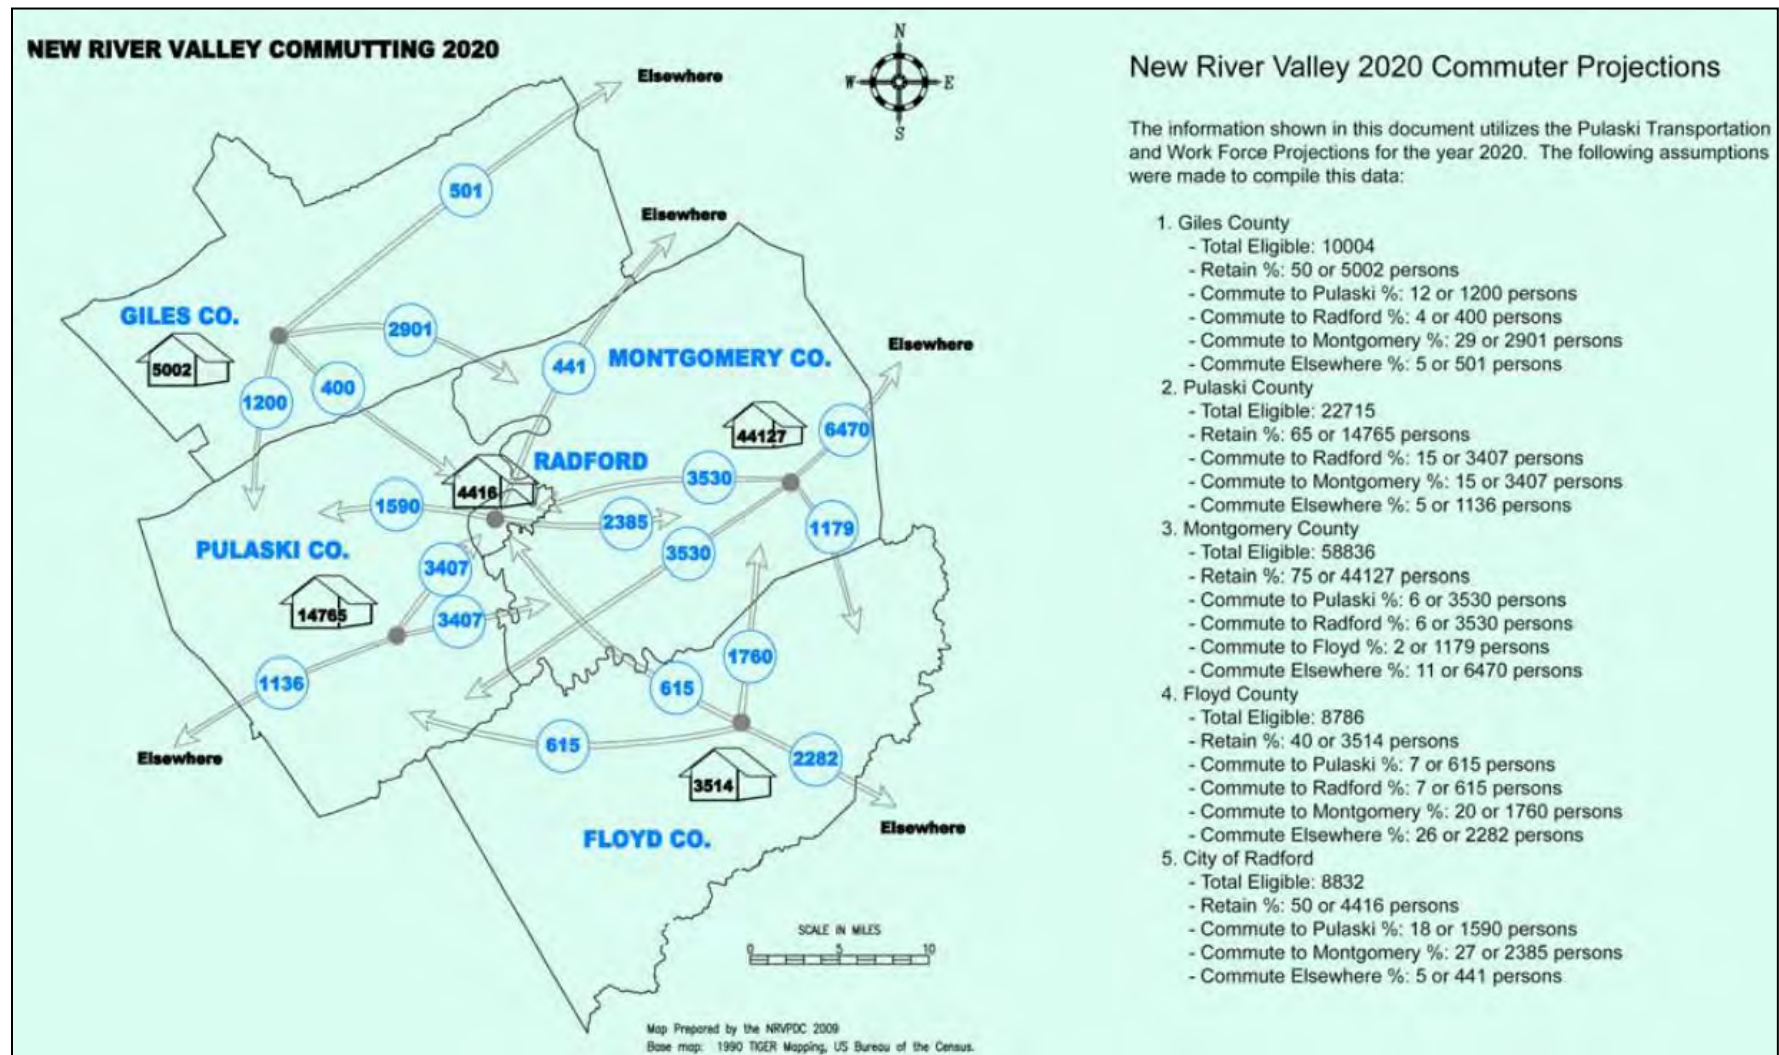 NEW RIVER VALLEY COMMUTTING 2020
N
W
E
S
Elsewhere
501
Elsewhere
GILES CO.
5002
2901
1200
400
441
MONTGOMERY CO.
Elsewhere
44127
6470
RADFORD
4416
3530
1590
2385
1179
3530
PULASKI CO.
3407
14765
3407
1136
1760
615
615
2282
Elsewhere
3514
FLOYD CO.
Elsewhere
SCALE IN MILES
0 5 10
Map Prepared by the NRVPDC 2009
Base map: 1990 TIGER Mapping, US Bureau of the Census.
New River Valley 2020 Commuter Projections
The information shown in this document utilizes the Pulaski Transportation
and Work Force Projections for the year 2020. The following assumptions
were made to compile this data:
1. Giles County
- Total Eligible: 10004
- Retain %: 50 or 5002 persons
- Commute to Pulaski %: 12 or 1200 persons
- Commute to Radford %: 4 or 400 persons
- Commute to Montgomery %: 29 or 2901 persons
- Commute Elsewhere %: 5 or 501 persons
2. Pulaski County
- Total Eligible: 22715
- Retain %: 65 or 14765 persons
- Commute to Radford %: 15 or 3407 persons
- Commute to Montgomery %: 15 or 3407 persons
- Commute Elsewhere %: 5 or 1136 persons
3. Montgomery County
- Total Eligible: 58836
- Retain %: 75 or 44127 persons
- Commute to Pulaski %: 6 or 3530 persons
- Commute to Radford %: 6 or 3530 persons
- Commute to Floyd %: 2 or 1179 persons
- Commute Elsewhere %: 11 or 6470 persons
4. Floyd County
- Total Eligible: 8786
- Retain %: 40 or 3514 persons
- Commute to Pulaski %: 7 or 615 persons
- Commute to Radford %: 7 or 615 persons
- Commute to Montgomery %: 20 or 1760 persons
- Commute Elsewhere %: 26 or 2282 persons
5. City of Radford
- Total Eligible: 8832
- Retain %: 50 or 4416 persons
- Commute to Pulaski %: 18 or 1590 persons
- Commute to Montgomery %: 27 or 2385 persons
- Commute Elsewhere %: 5 or 441 persons